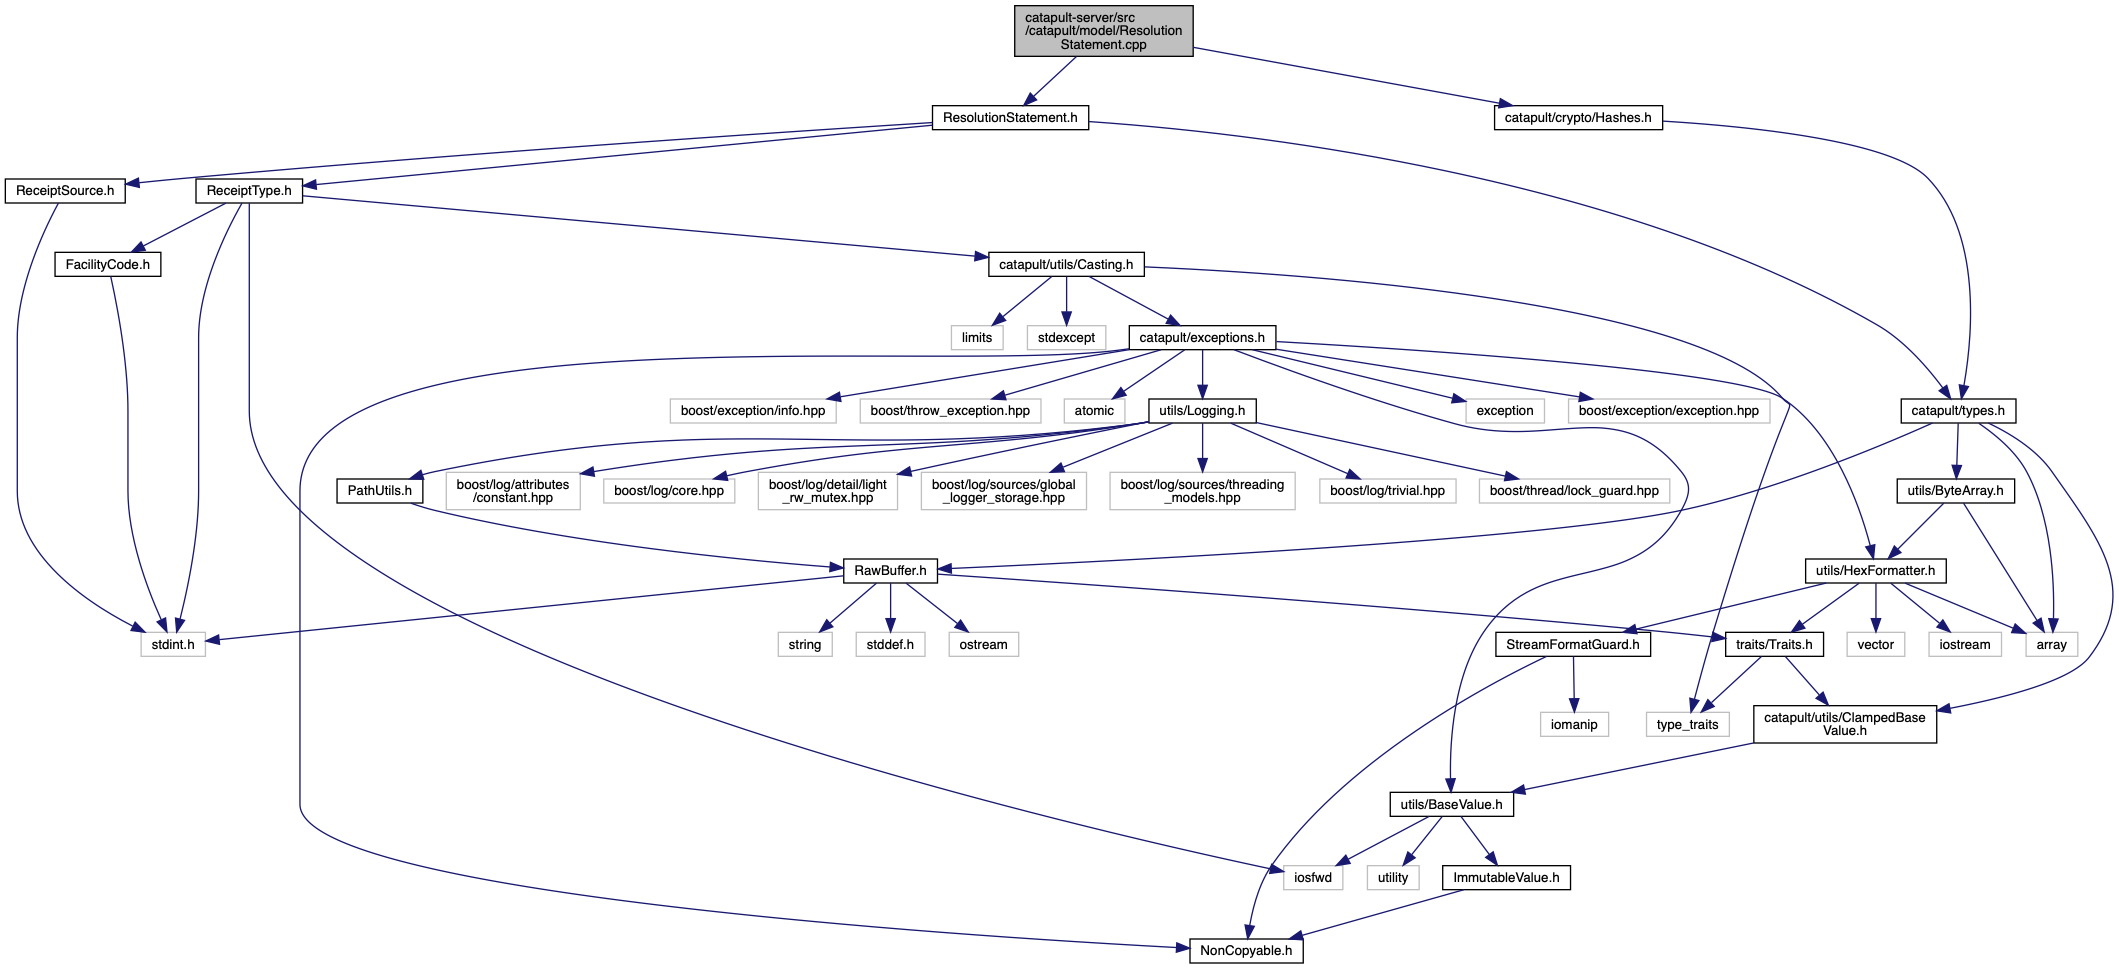 catapult-server/src
/catapult/model/Resolution
Statement.cpp
ResolutionStatement.h
catapult/crypto/Hashes.h
ReceiptSource.h
ReceiptType.h
FacilityCode.h
catapult/utils/Casting.h
limits
stdexcept
catapult/exceptions.h
boost/exception/info.hpp
boost/throw_exception.hpp
atomic
utils/Logging.h
exception
boost/exception/exception.hpp
catapult/types.h
PathUtils.h
boost/log/attributes
/constant.hpp
boost/log/core.hpp
boost/log/detail/light
_rw_mutex.hpp
boost/log/sources/global
_logger_storage.hpp
boost/log/sources/threading
_models.hpp
boost/log/trivial.hpp
boost/thread/lock_guard.hpp
utils/ByteArray.h
RawBuffer.h
utils/HexFormatter.h
stdint.h
string
stddef.h
ostream
StreamFormatGuard.h
traits/Traits.h
vector
iostream
array
iomanip
type_traits
catapult/utils/ClampedBase
Value.h
utils/BaseValue.h
iosfwd
utility
ImmutableValue.h
NonCopyable.h